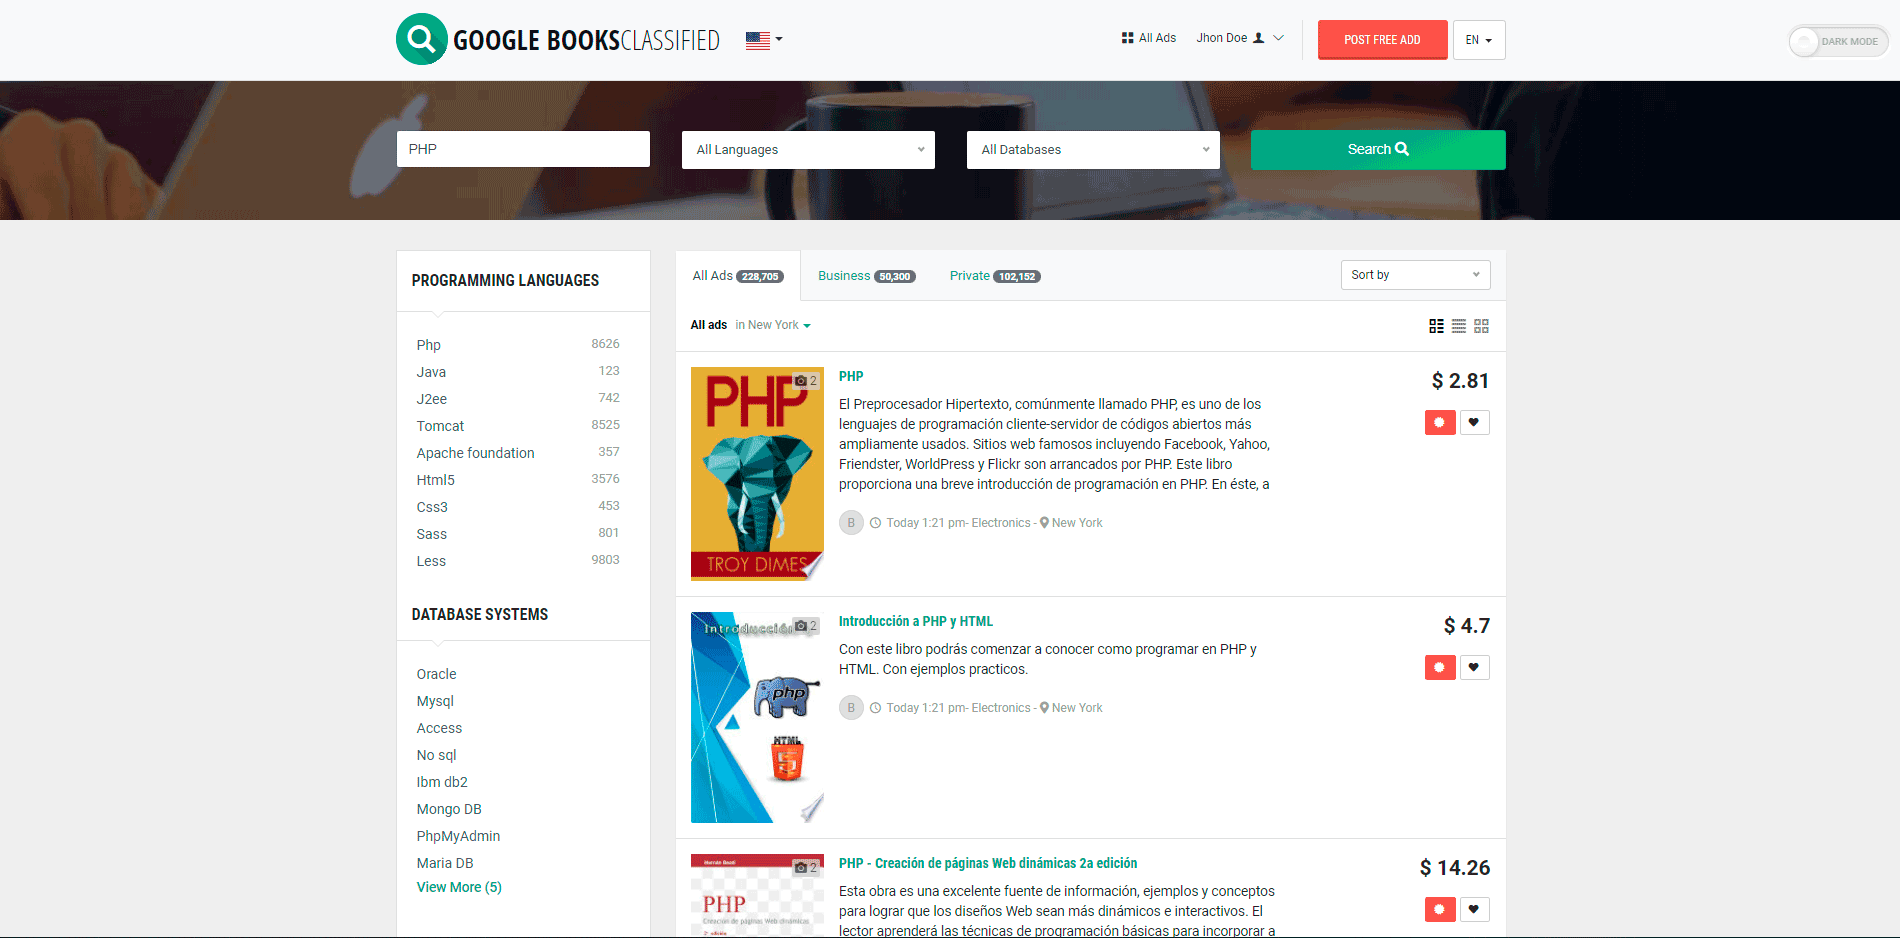 GOOGLE BOOKSCLASSIFIED
All Ads
Jhon Doe
POST FREE ADD
EN
DARK MODE
PHP
All Languages
All Databases
Search
PROGRAMMING LANGUAGES
Php 8626
Java 123
J2ee 742
Tomcat 8525
Apache foundation 357
Html5 3576
Css3 453
Sass 801
Less 9803
DATABASE SYSTEMS
Oracle
Mysql
Access
No sql
Ibm db2
Mongo DB
PhpMyAdmin
Maria DB
View More (5)
All Ads 228,705
Business 50,300
Private 102,152
Sort by
All ads in New York
PHP
2
TROY DIMES
PHP
$ 2.81
El Preprocesador Hipertexto, comúnmente llamado PHP, es uno de los
lenguajes de programación cliente-servidor de códigos abiertos más
ampliamente usados. Sitios web famosos incluyendo Facebook, Yahoo,
Friendster, WorldPress y Flickr son arrancados por PHP. Este libro
proporciona una breve introducción de programación en PHP. En éste, a
B Today 1:21 pm- Electronics - New York
Introducción
2
php
HTML
5
Introducción a PHP y HTML
$ 4.7
Con este libro podrás comenzar a conocer como programar en PHP y
HTML. Con ejemplos practicos.
B Today 1:21 pm- Electronics - New York
2
PHP
Creación de páginas Web dinámicas
2ª edición
PHP - Creación de páginas Web dinámicas 2a edición
$ 14.26
Esta obra es una excelente fuente de información, ejemplos y conceptos
para lograr que los diseños Web sean más dinámicos e interactivos. El
lector aprenderá las técnicas de programación básicas para incorporar a